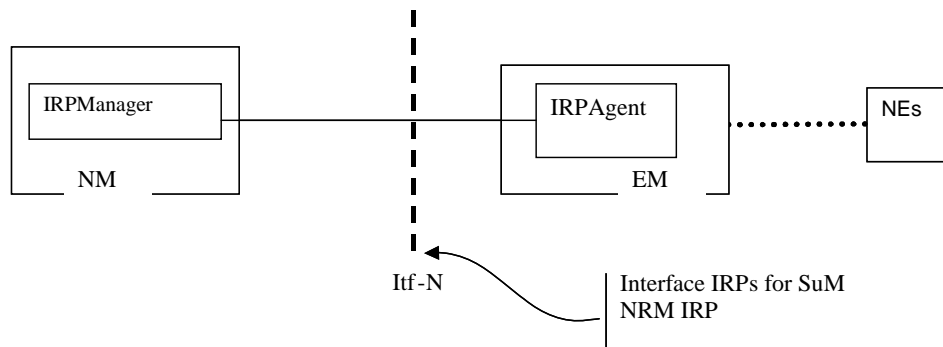 IRPManager
NM
IRPAgent
EM
NEs
Itf-N
Interface IRPs for SuM
NRM IRP